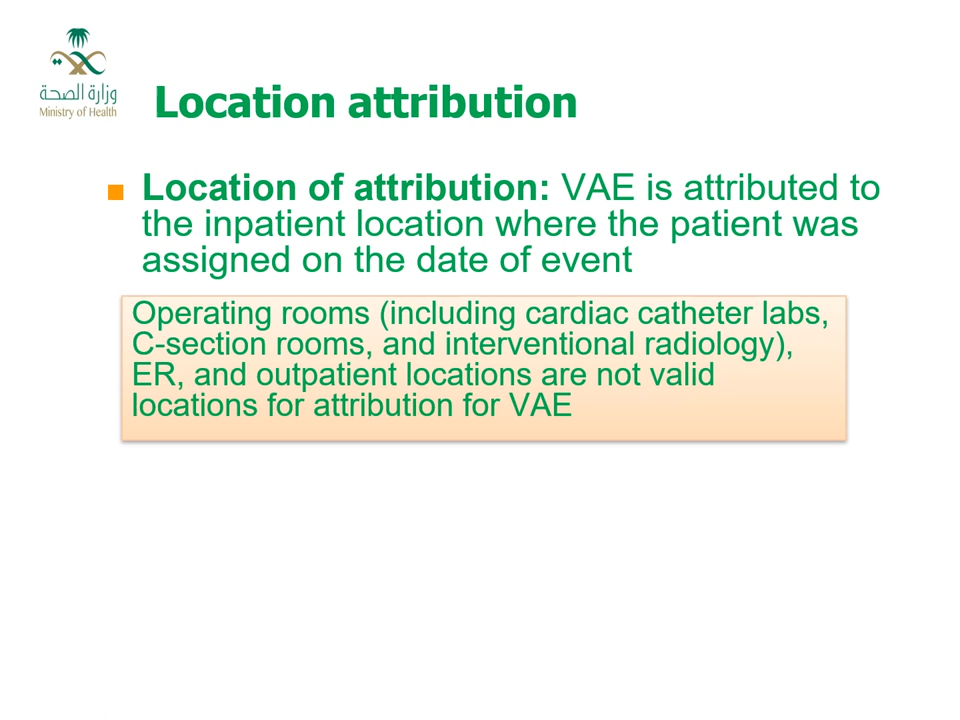 وزارة الصحة
Ministry of Health
Location attribution
Location of attribution: VAE is attributed to
the inpatient location where the patient was
assigned on the date of event
Operating rooms (including cardiac catheter labs,
C-section rooms, and interventional radiology),
ER, and outpatient locations are not valid
locations for attribution for VAE